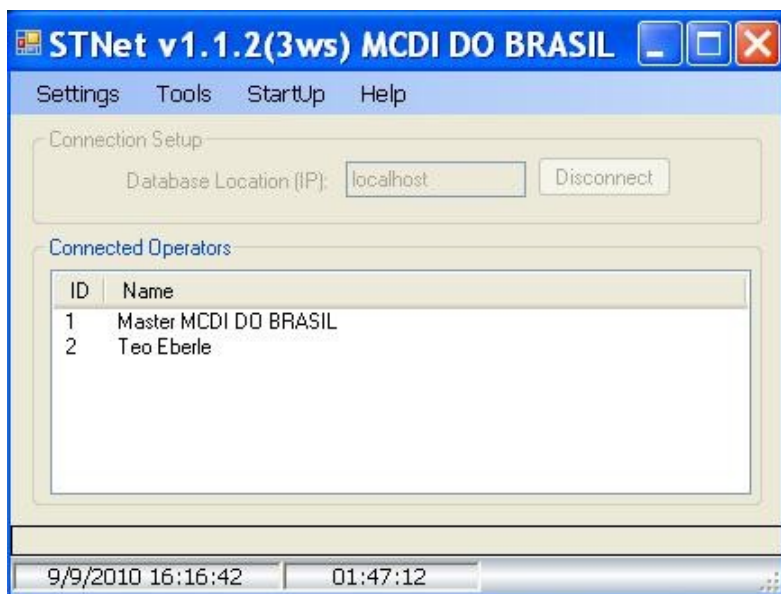 STNet v1.1.2(3ws) MCDI DO BRASIL
Settings Tools StartUp Help
Connection Setup
Database Location (IP): localhost Disconnect
Connected Operators
ID Name
1 Master MCDI DO BRASIL
2 Teo Eberle
9/9/2010 16:16:42 01:47:12